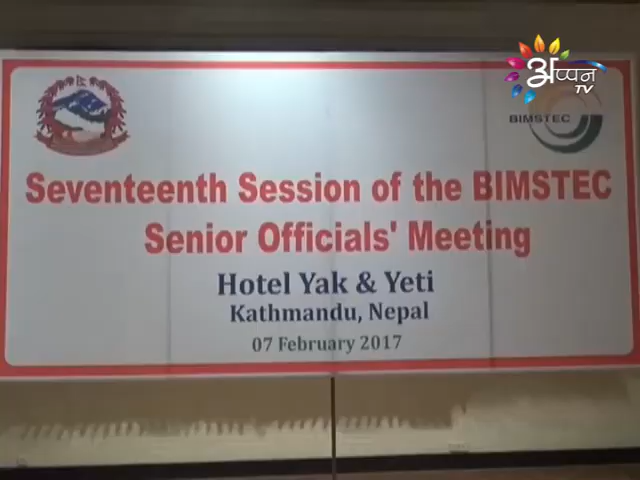 अप्पन
TV
BIMSTEC
Seventeenth Session of the BIMSTEC
Senior Officials' Meeting
Hotel Yak & Yeti
Kathmandu, Nepal
07 February 2017